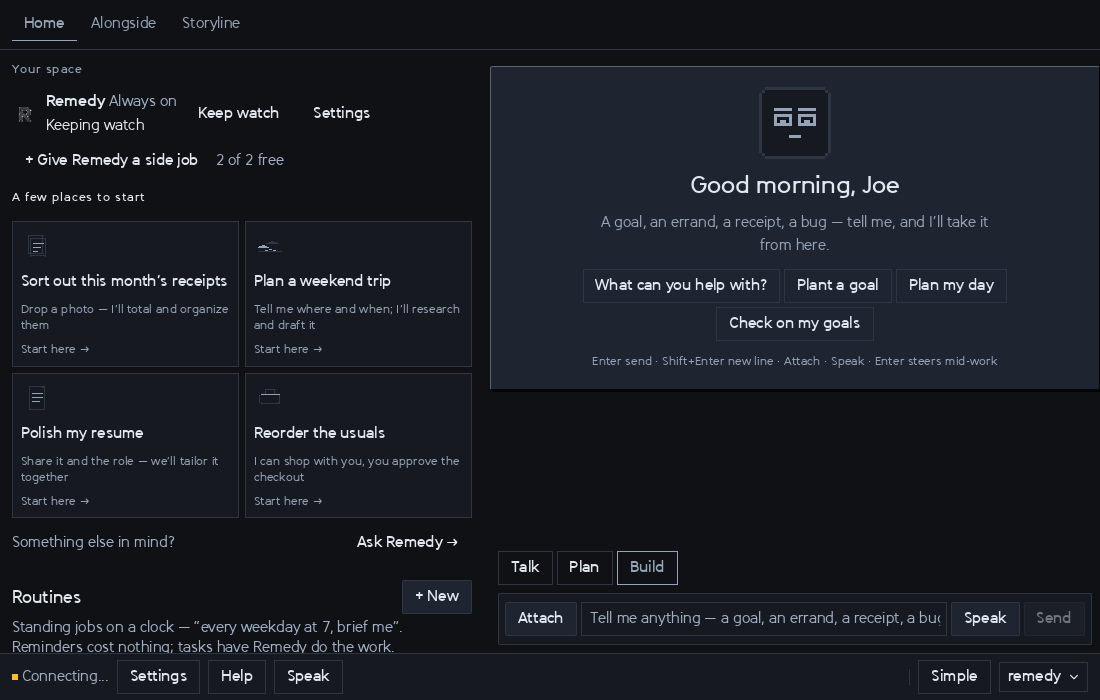 Home Alongside Storyline
Your space
Remedy Always on
Keeping watch
Keep watch
Settings
+ Give Remedy a side job 2 of 2 free
A few places to start
Sort out this month's receipts
Drop a photo — I'll total and organize
them
Start here →
Plan a weekend trip
Tell me where and when; I'll research
and draft it
Start here →
Polish my resume
Share it and the role — we'll tailor it
together
Start here →
Reorder the usuals
I can shop with you, you approve the
checkout
Start here →
Something else in mind? Ask Remedy →
Routines
+ New
Standing jobs on a clock — "every weekday at 7, brief me".
Reminders cost nothing; tasks have Remedy do the work.
Good morning, Joe
A goal, an errand, a receipt, a bug — tell me, and I'll take it
from here.
What can you help with? Plant a goal Plan my day
Check on my goals
Enter send · Shift+Enter new line · Attach · Speak · Enter steers mid-work
Talk Plan Build
Attach Tell me anything — a goal, an errand, a receipt, a bug Speak Send
Connecting... Settings Help Speak Simple remedy